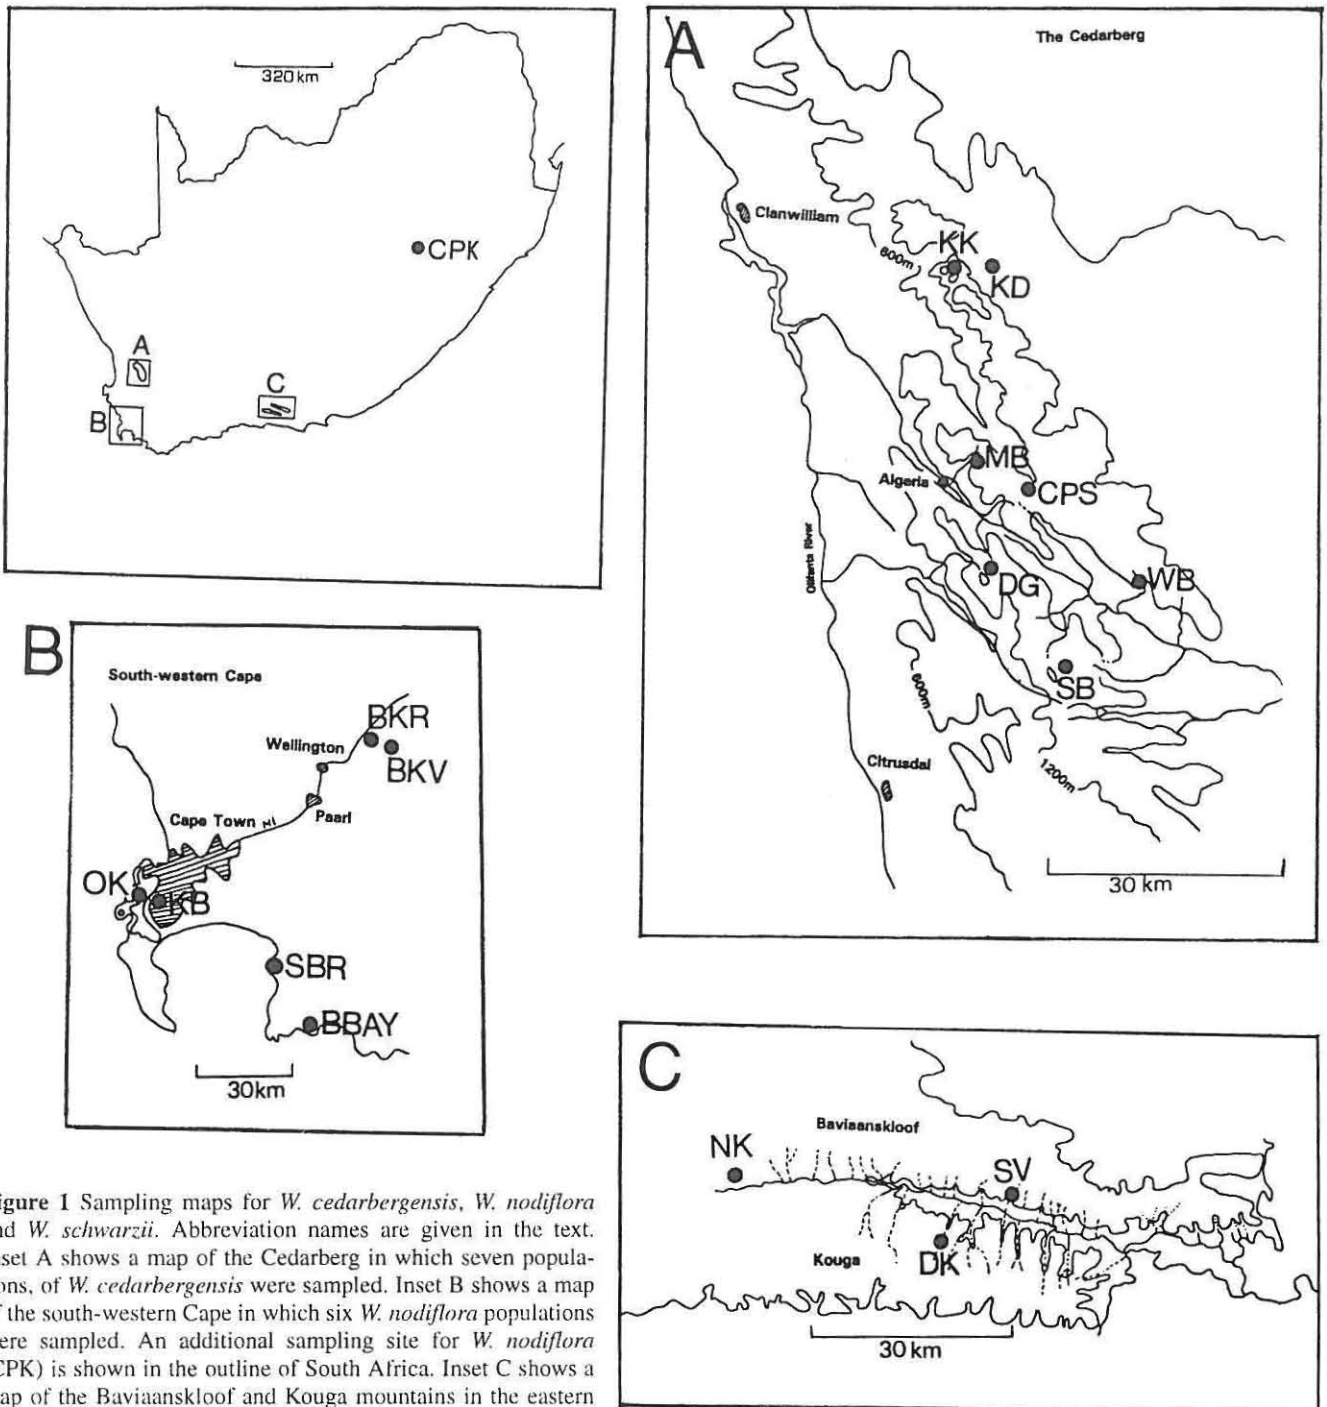 320 km
CPK
A
B
C
A
The Cedarberg
Clanwilliam
600m
KK
KD
MB
Algeria
CPS
Olifants River
DG
WB
SB
600m
1200m
Citrusdal
30 km
B
South-western Cape
BKR
Wellington
BKV
Paarl
Cape Town
OK
KB
SBR
BBAY
30km
C
Baviaanskloof
NK
SV
DK
Kouga
30 km
igure 1 Sampling maps for W. cedarbergensis, W. nodiflora
nd W. schwarzii. Abbreviation names are given in the text.
set A shows a map of the Cedarberg in which seven popula-
ons, of W. cedarbergensis were sampled. Inset B shows a map
f the south-western Cape in which six W. nodiflora populations
ere sampled. An additional sampling site for W. nodiflora
CPK) is shown in the outline of South Africa. Inset C shows a
ap of the Baviaanskloof and Kouga mountains in the eastern